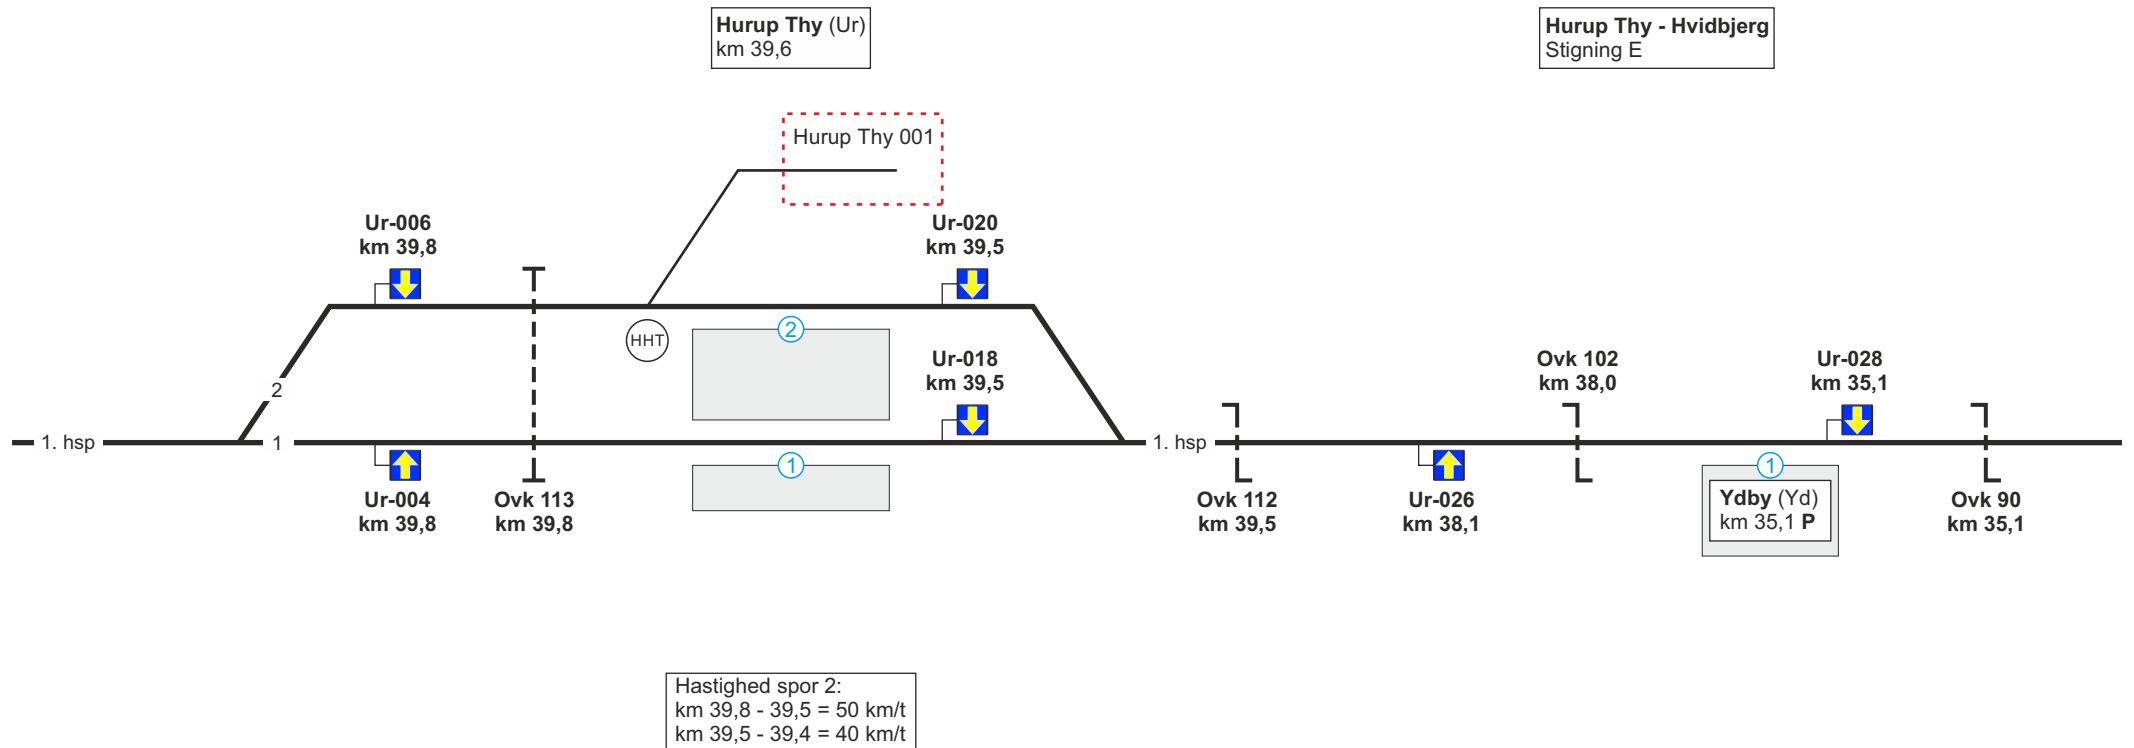 Hurup Thy (Ur)
km 39,6
Hurup Thy - Hvidbjerg
Stigning E
Hurup Thy 001
Ur-006
km 39,8
Ur-020
km 39,5
HHT
2
Ur-018
km 39,5
Ovk 102
km 38,0
Ur-028
km 35,1
2
1. hsp
1
1. hsp
1
1
Ur-004
km 39,8
Ovk 113
km 39,8
Ovk 112
km 39,5
Ur-026
km 38,1
Ydby (Yd)
km 35,1 P
Ovk 90
km 35,1
Hastighed spor 2:
km 39,8 - 39,5 = 50 km/t
km 39,5 - 39,4 = 40 km/t